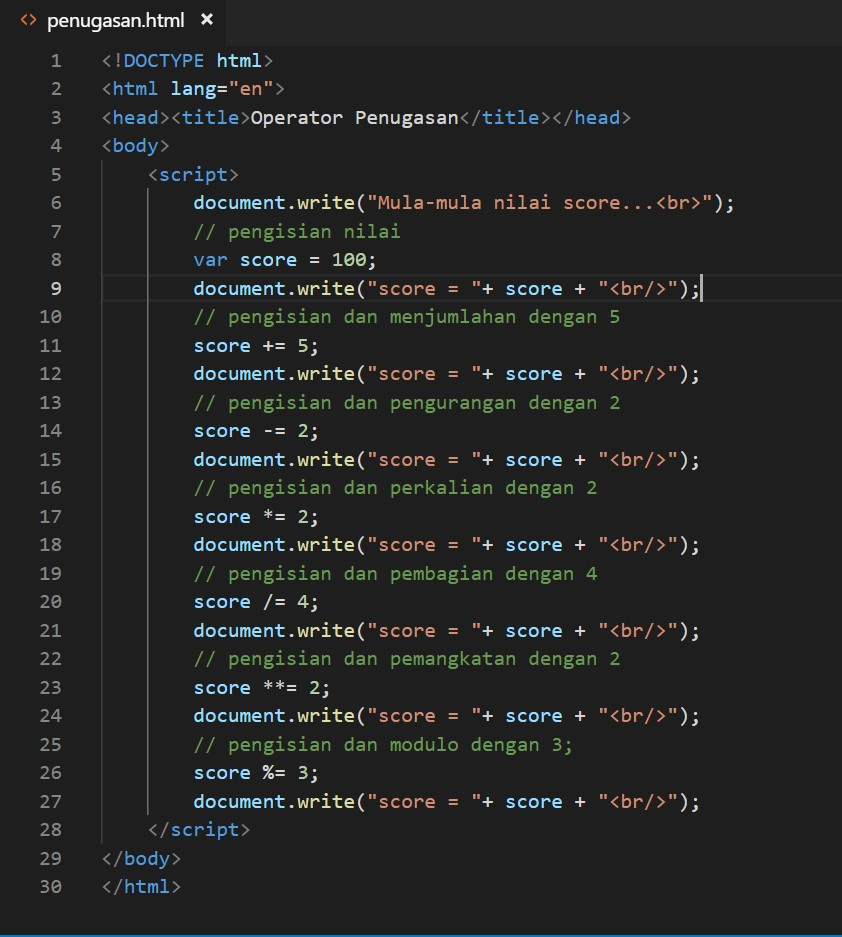 penugasan.html
1 <!DOCTYPE html>
2 <html lang="en">
3 <head><title>Operator Penugasan</title></head>
4 <body>
5     <script>
6         document.write("Mula-mula nilai score...<br>");
7         // pengisian nilai
8         var score = 100;
9         document.write("score = "+ score + "<br/>");
10         // pengisian dan menjumlahan dengan 5
11         score += 5;
12         document.write("score = "+ score + "<br/>");
13         // pengisian dan pengurangan dengan 2
14         score -= 2;
15         document.write("score = "+ score + "<br/>");
16         // pengisian dan perkalian dengan 2
17         score *= 2;
18         document.write("score = "+ score + "<br/>");
19         // pengisian dan pembagian dengan 4
20         score /= 4;
21         document.write("score = "+ score + "<br/>");
22         // pengisian dan pemangkatan dengan 2
23         score **= 2;
24         document.write("score = "+ score + "<br/>");
25         // pengisian dan modulo dengan 3;
26         score %= 3;
27         document.write("score = "+ score + "<br/>");
28     </script>
29 </body>
30 </html>